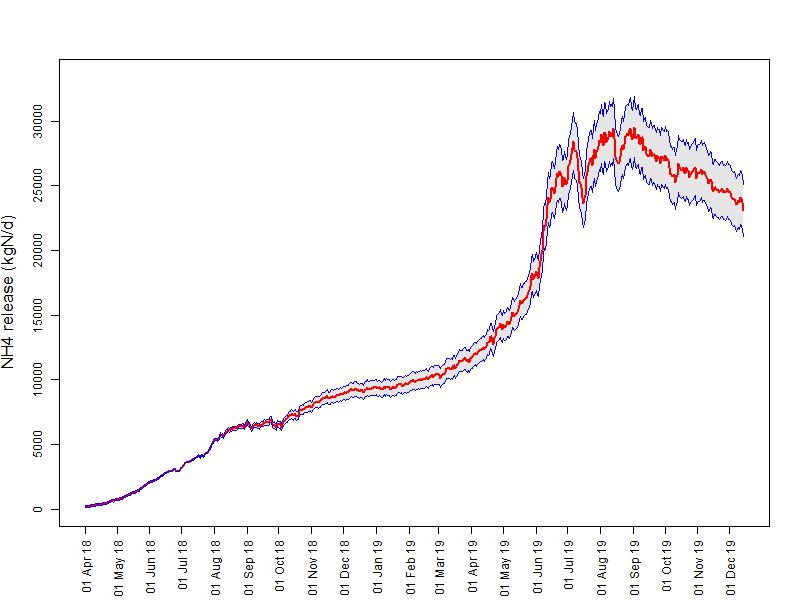 NH4 release (kgN/d)
30000
25000
20000
15000
10000
5000
0
01 Apr 18
01 May 18
01 Jun 18
01 Jul 18
01 Aug 18
01 Sep 18
01 Oct 18
01 Nov 18
01 Dec 18
01 Jan 19
01 Feb 19
01 Mar 19
01 Apr 19
01 May 19
01 Jun 19
01 Jul 19
01 Aug 19
01 Sep 19
01 Oct 19
01 Nov 19
01 Dec 19